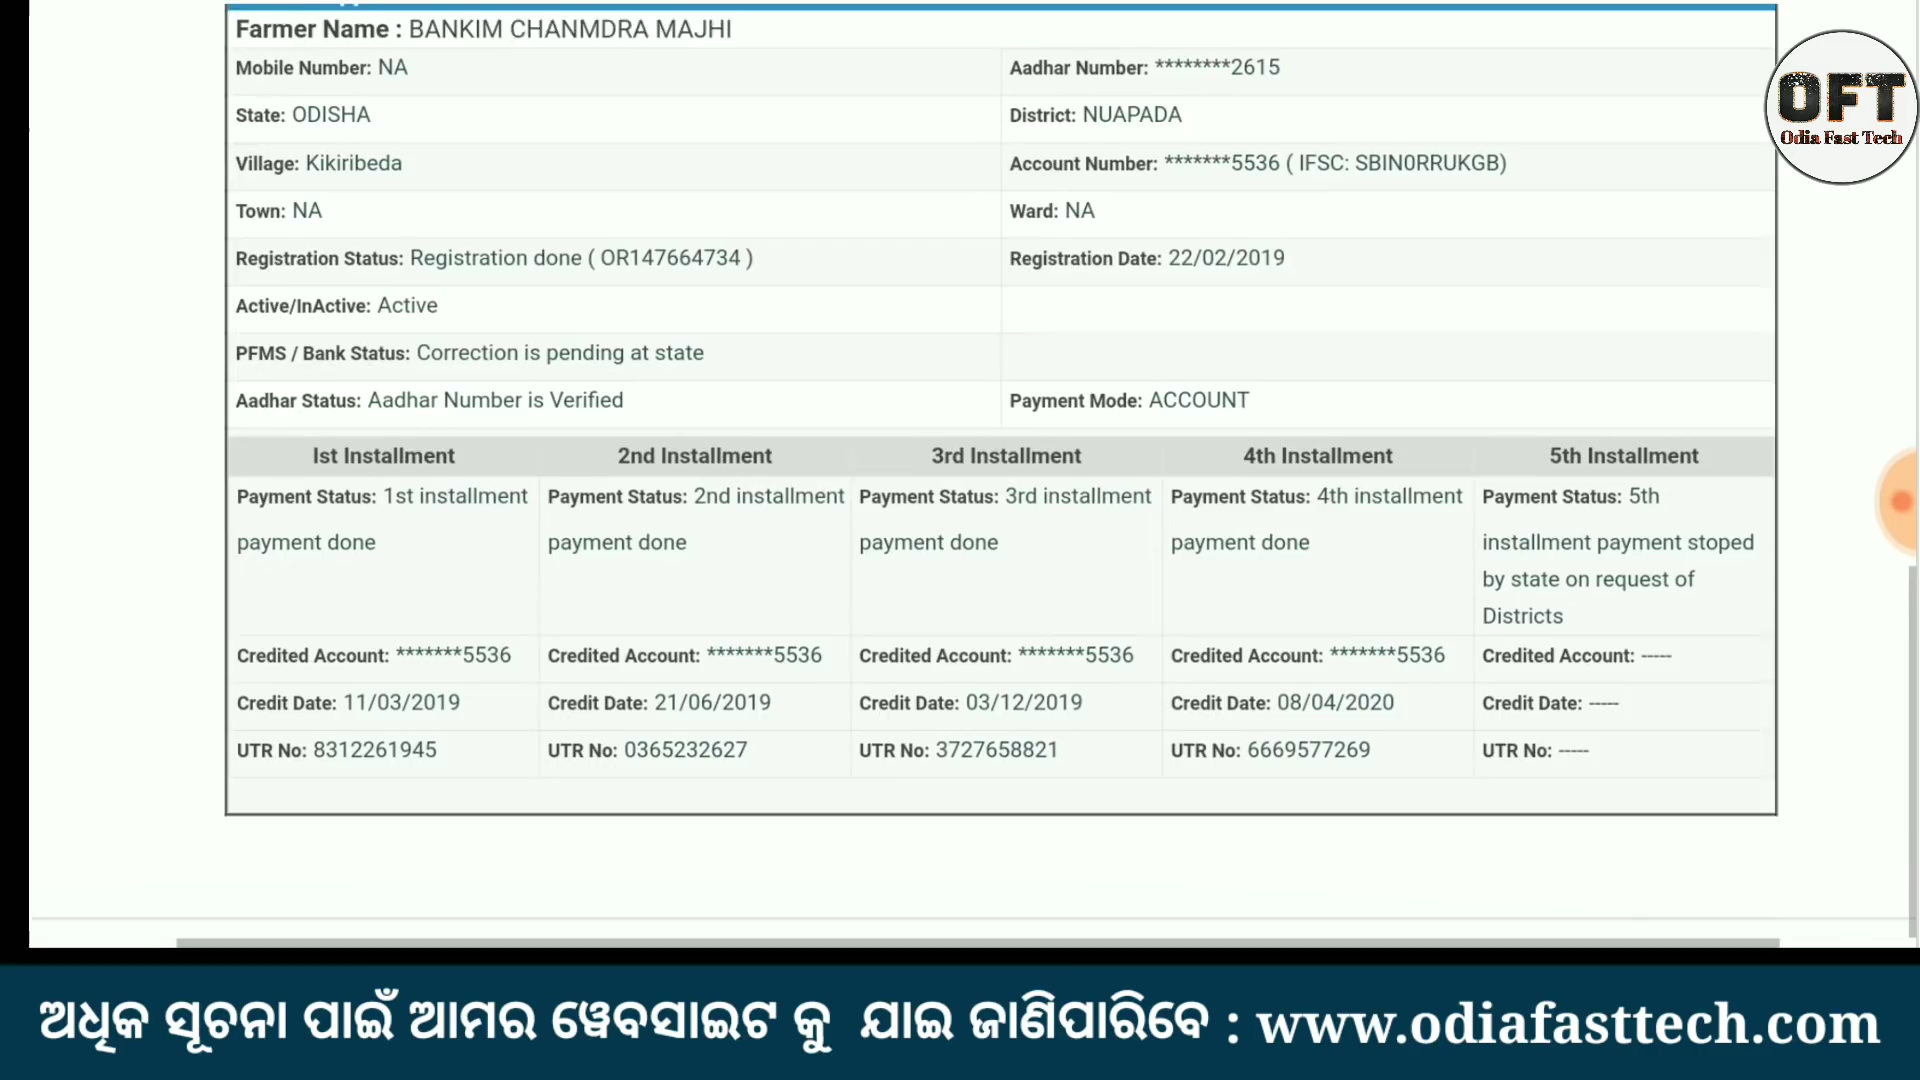 Farmer Name : BANKIM CHANMDRA MAJHI
Mobile Number: NA
Aadhar Number: ********2615
State: ODISHA
District: NUAPADA
Village: Kikiribeda
Account Number: *******5536 ( IFSC: SBIN0RRUKGB)
Town: NA
Ward: NA
Registration Status: Registration done ( OR147664734 )
Registration Date: 22/02/2019
Active/InActive: Active
PFMS / Bank Status: Correction is pending at state
Aadhar Status: Aadhar Number is Verified
Payment Mode: ACCOUNT
Ist Installment
2nd Installment
3rd Installment
4th Installment
5th Installment
Payment Status: 1st installment
payment done
Payment Status: 2nd installment
payment done
Payment Status: 3rd installment
payment done
Payment Status: 4th installment
payment done
Payment Status: 5th
installment payment stoped
by state on request of
Districts
Credited Account: *******5536
Credited Account: *******5536
Credited Account: *******5536
Credited Account: *******5536
Credited Account: -----
Credit Date: 11/03/2019
Credit Date: 21/06/2019
Credit Date: 03/12/2019
Credit Date: 08/04/2020
Credit Date: -----
UTR No: 8312261945
UTR No: 0365232627
UTR No: 3727658821
UTR No: 6669577269
UTR No: -----
OFT
Odia Fast Tech
ଅଧିକ ସୂଚନା ପାଇଁ ଆମର ୱେବସାଇଟ କୁ ଯାଇ ଜାଣିପାରିବେ : www.odiafasttech.com